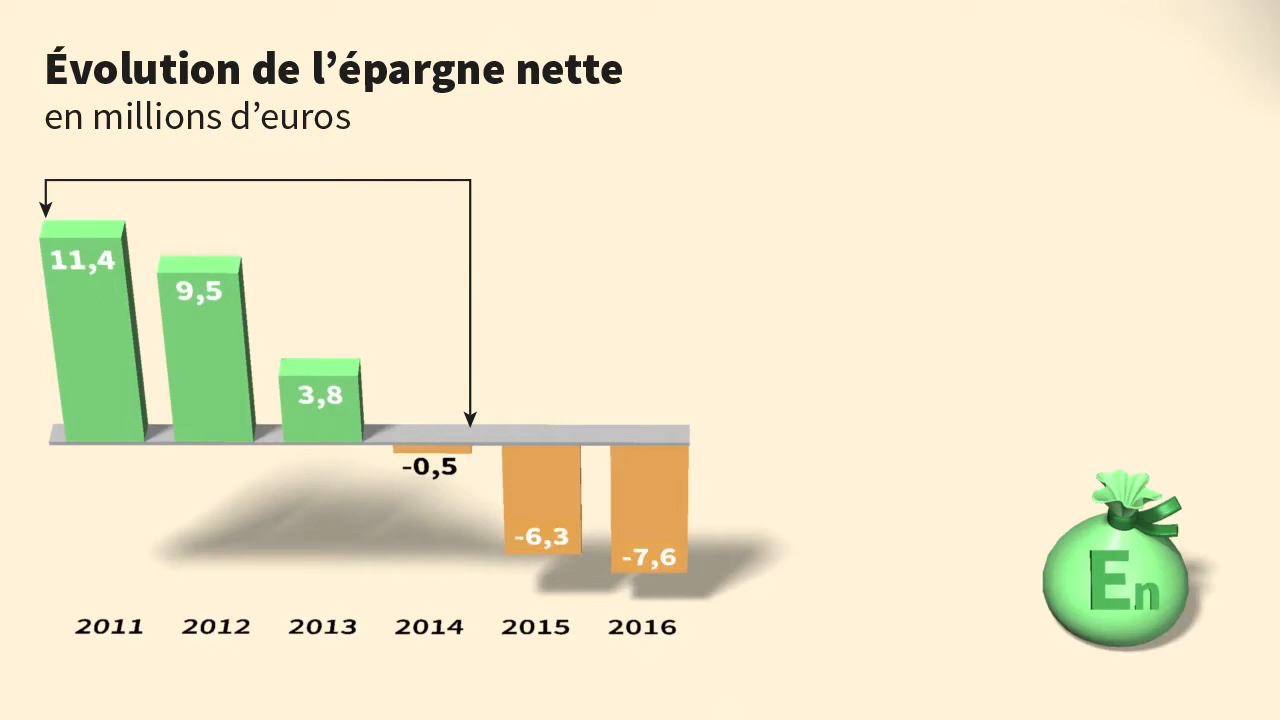 Évolution de l’épargne nette
en millions d’euros
11,4
9,5
3,8
-0,5
-6,3
-7,6
2011 2012 2013 2014 2015 2016
En